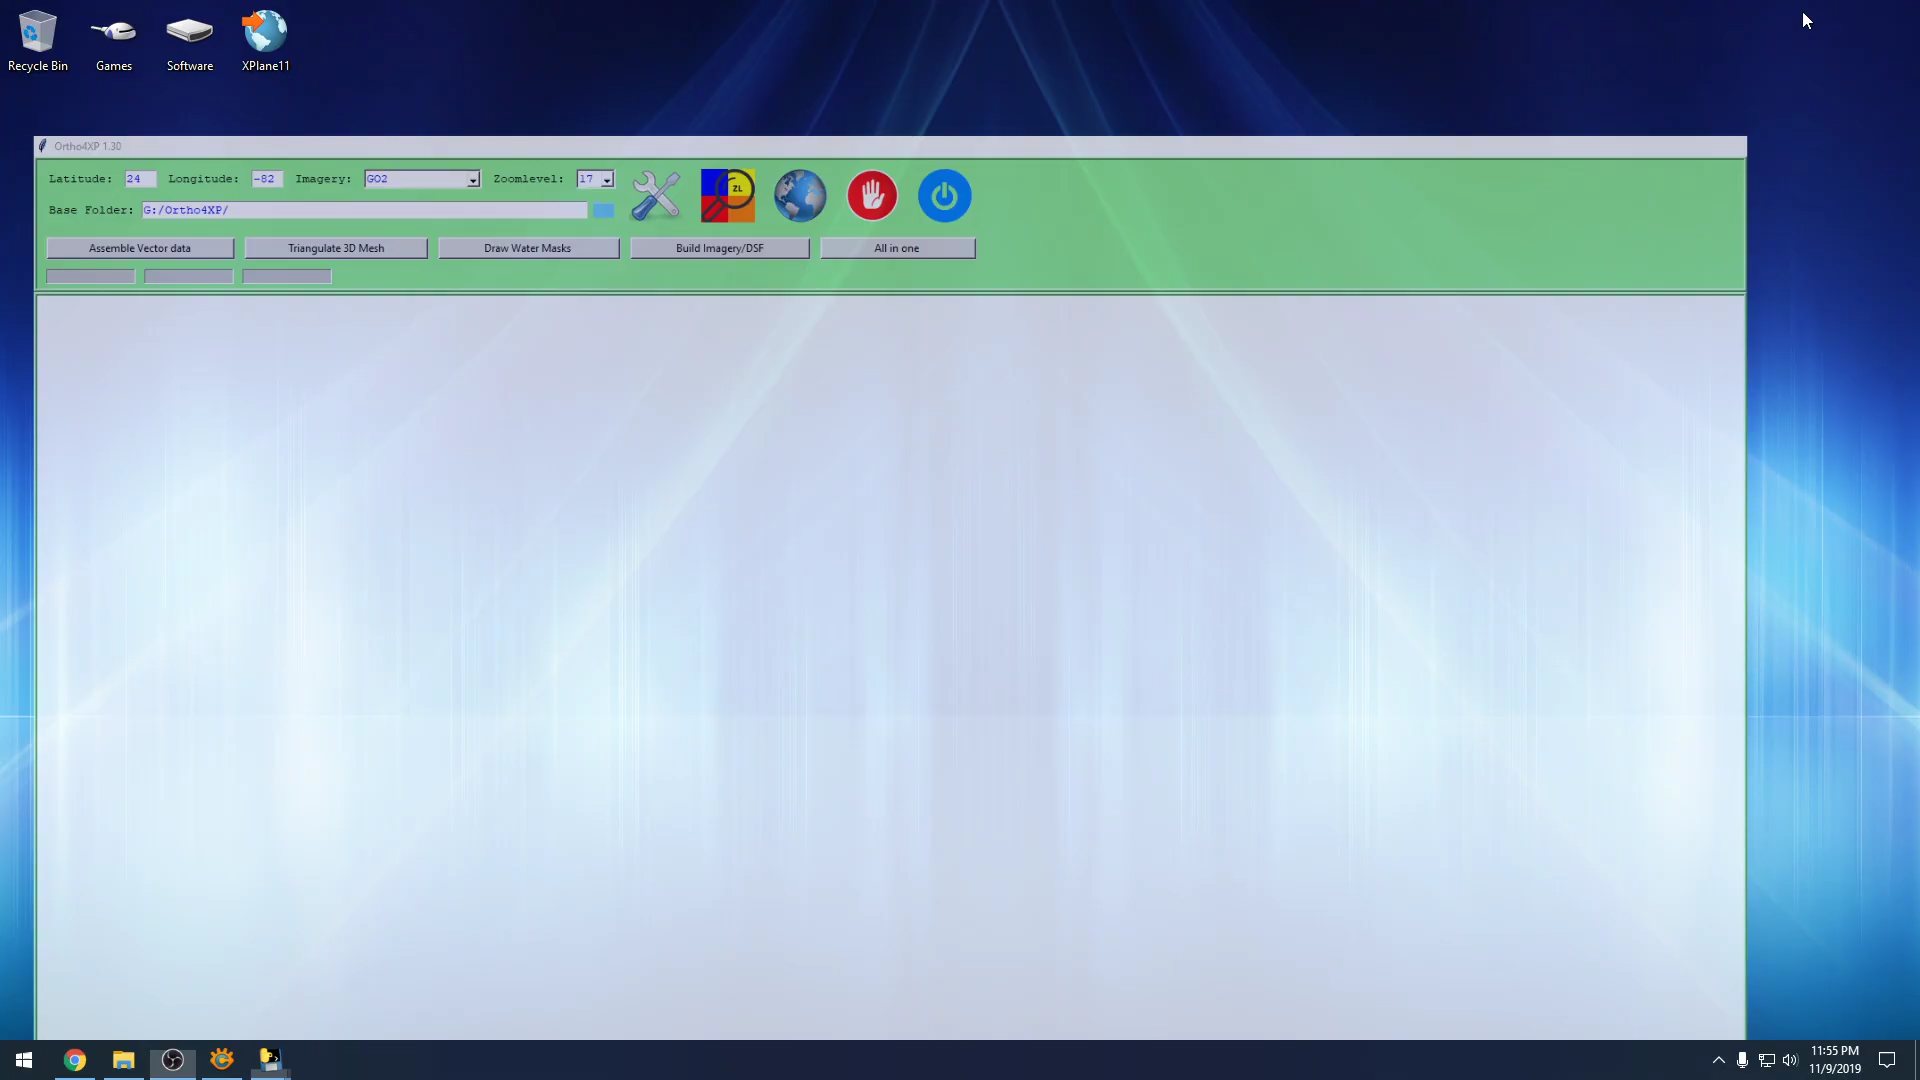 Recycle Bin
Games
Software
XPlane11
Ortho4XP 1.30
Latitude: 24 Longitude: -82 Imagery: GO2 Zoomlevel: 17
ZL
Base Folder: G:/Ortho4XP/
Assemble Vector data
Triangulate 3D Mesh
Draw Water Masks
Build Imagery/DSF
All in one
11:55 PM
11/9/2019